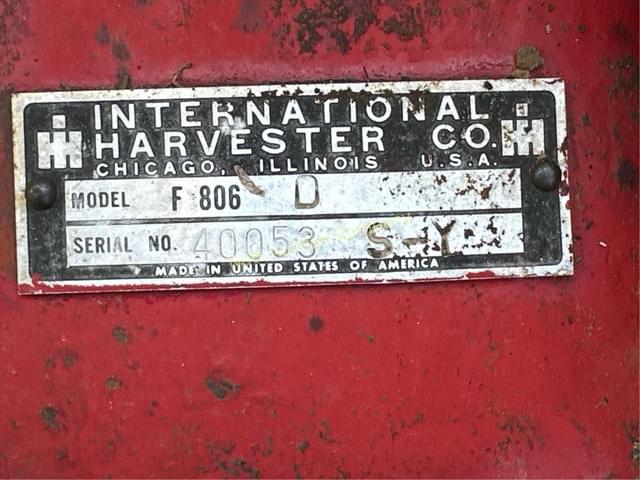 INTERNATIONAL
HARVESTER CO.
CHICAGO, ILLINOIS U.S.A.
MODEL F 806 D
SERIAL NO. 40053 S-Y
MADE IN UNITED STATES OF AMERICA